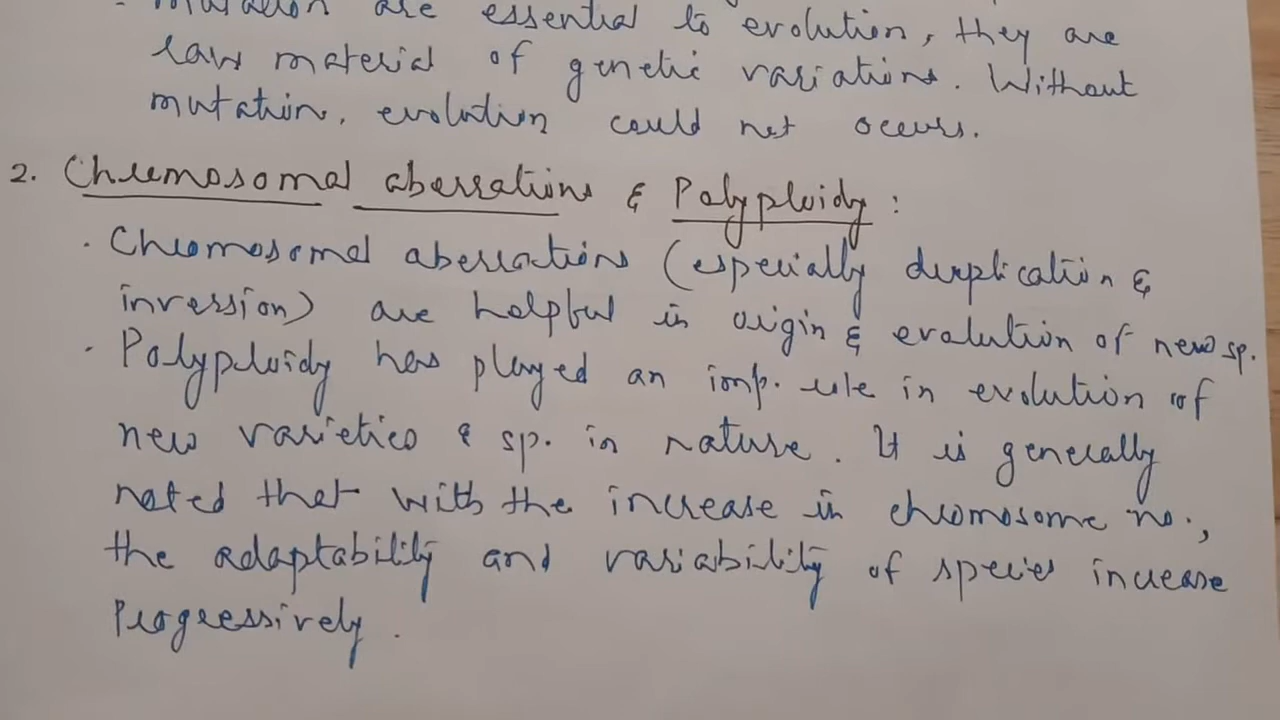 · Mutation are essential to evolution, they are
raw material of genetic variations. Without
mutation, evolution could not occurs.
2. Chromosomal aberrations & Polyploidy :
· Chromosomal aberrations (especially duplication &
inversion) are helpful in origin & evolution of new sp.
· Polyploidy has played an imp. role in evolution of
new varieties & sp. in nature. It is generally
noted that with the increase in chromosome no.,
the adaptability and variability of species increase
Progressively.